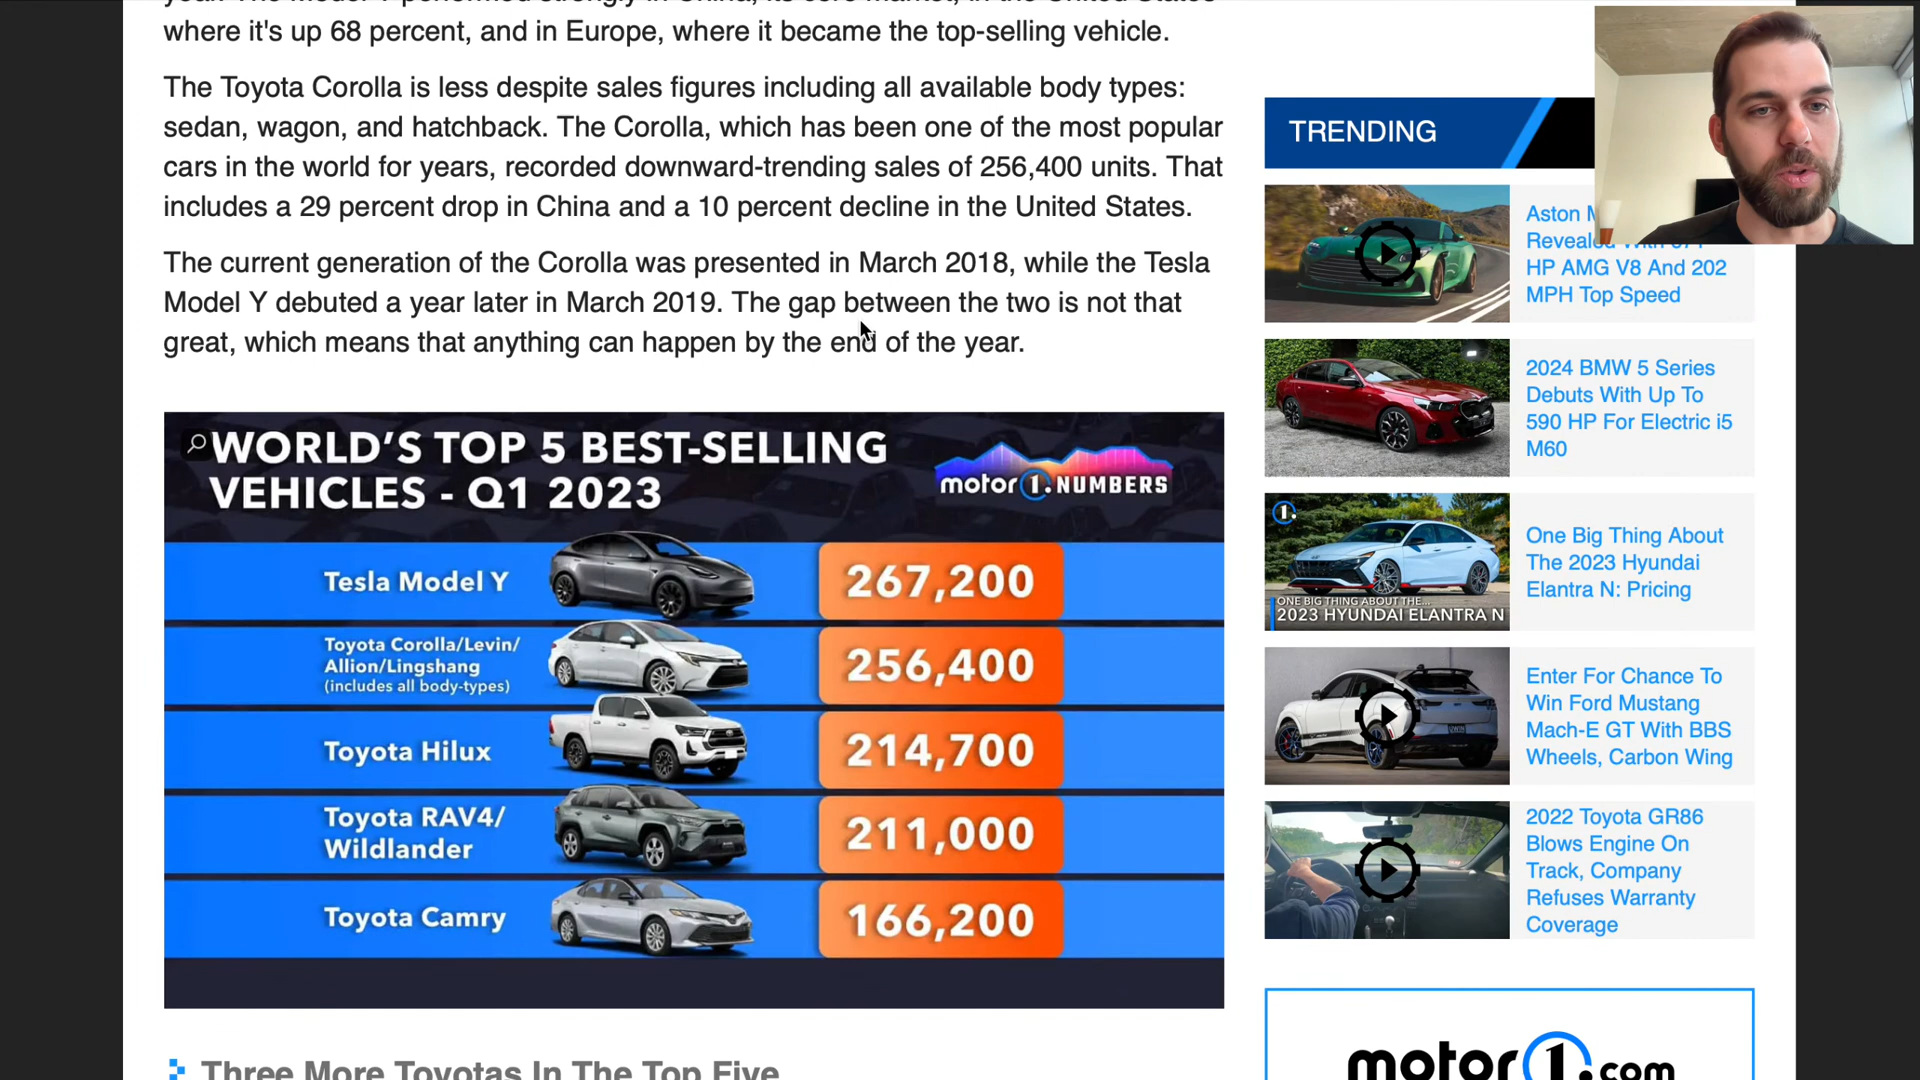 where it's up 68 percent, and in Europe, where it became the top-selling vehicle.
The Toyota Corolla is less despite sales figures including all available body types:
sedan, wagon, and hatchback. The Corolla, which has been one of the most popular
cars in the world for years, recorded downward-trending sales of 256,400 units. That
includes a 29 percent drop in China and a 10 percent decline in the United States.
The current generation of the Corolla was presented in March 2018, while the Tesla
Model Y debuted a year later in March 2019. The gap between the two is not that
great, which means that anything can happen by the end of the year.
WORLD'S TOP 5 BEST-SELLING
VEHICLES - Q1 2023
motor1.NUMBERS
Tesla Model Y
267,200
Toyota Corolla/Levin/
Allion/Lingshang
(includes all body-types)
256,400
Toyota Hilux
214,700
Toyota RAV4/
Wildlander
211,000
Toyota Camry
166,200
Three More Toyotas In The Top Five
TRENDING
Aston
Revealed With
HP AMG V8 And 202
MPH Top Speed
2024 BMW 5 Series
Debuts With Up To
590 HP For Electric i5
M60
1.
ONE BIG THING ABOUT THE...
2023 HYUNDAI ELANTRA N
One Big Thing About
The 2023 Hyundai
Elantra N: Pricing
Enter For Chance To
Win Ford Mustang
Mach-E GT With BBS
Wheels, Carbon Wing
2022 Toyota GR86
Blows Engine On
Track, Company
Refuses Warranty
Coverage
motor1.com